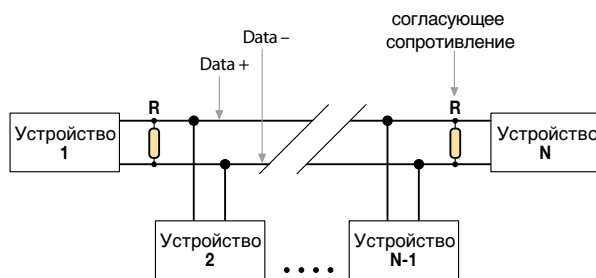 согласующее
сопротивление
Data –
Data +
R
R
Устройство
1
Устройство
N
Устройство
2
Устройство
N-1